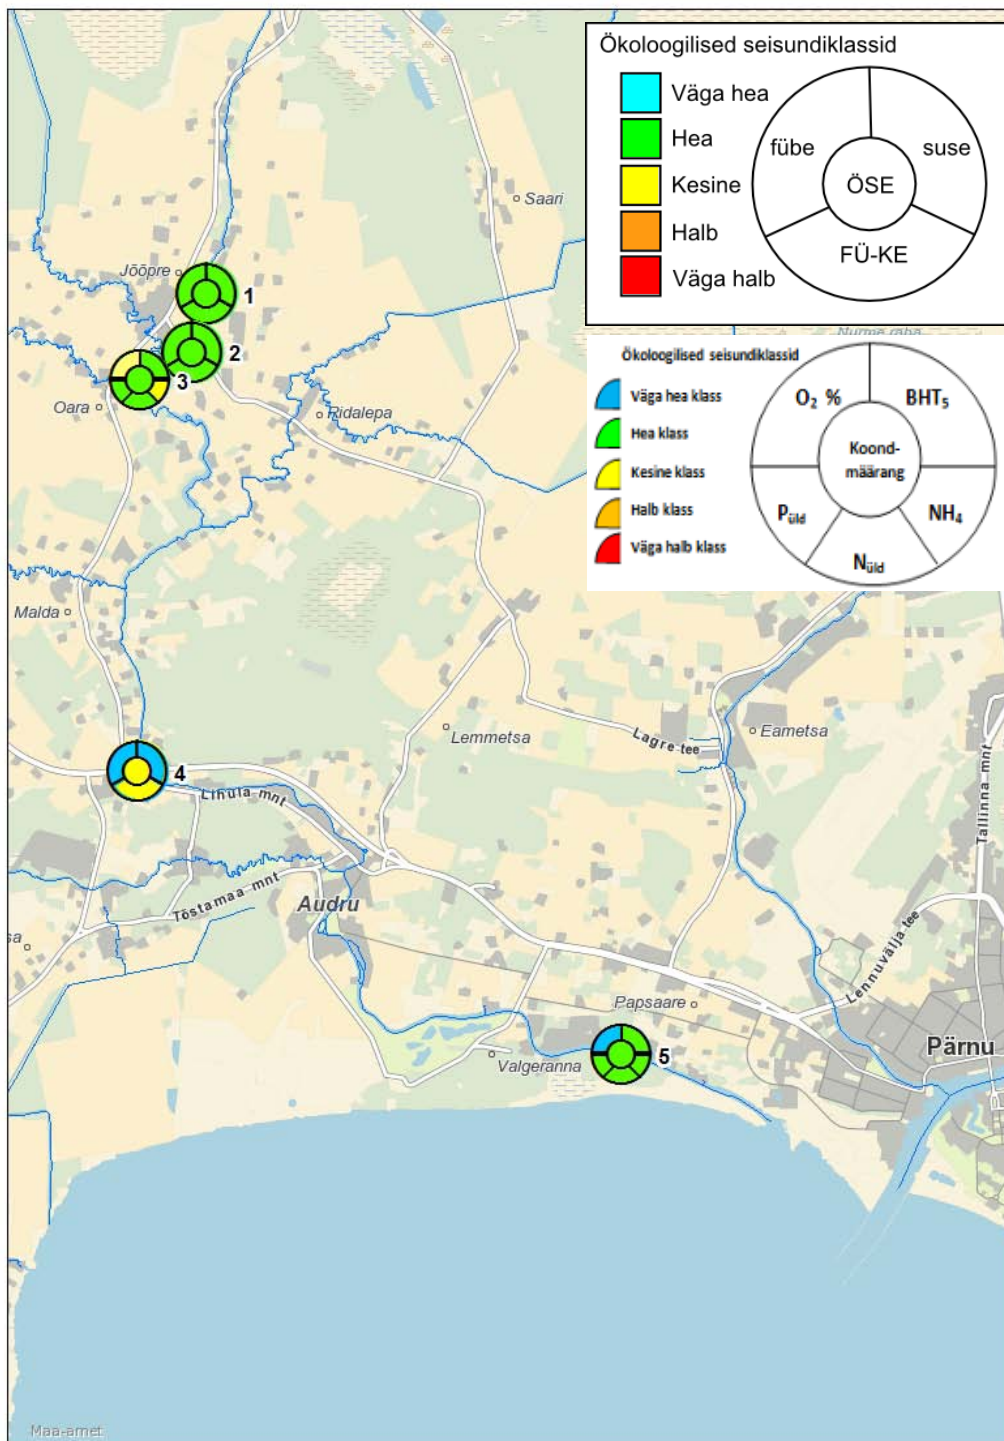 Ökoloogilised seisundiklassid
Väga hea
Hea
Kesine
Halb
Väga halb
fübe
suse
ÖSE
FÜ-KE
Nurme raba
Ökoloogilised seisundiklassid
Väga hea klass
Hea klass
Kesine klass
Halb klass
Väga halb klass
O₂ %
BHT₅
Koond-
määrang
Püld
NH₄
Nüld
Saari
Jõõpre
1
2
3
Oara
Ridalepa
Malda
Lemmetsa
Lagre tee
Eametsa
Tallinna mnt
4
Lihula mnt
Tõstamaa mnt
Audru
sa
Lennuvälja tee
Papsaare
Pärnu
5
Valgeranna
Maa-amet